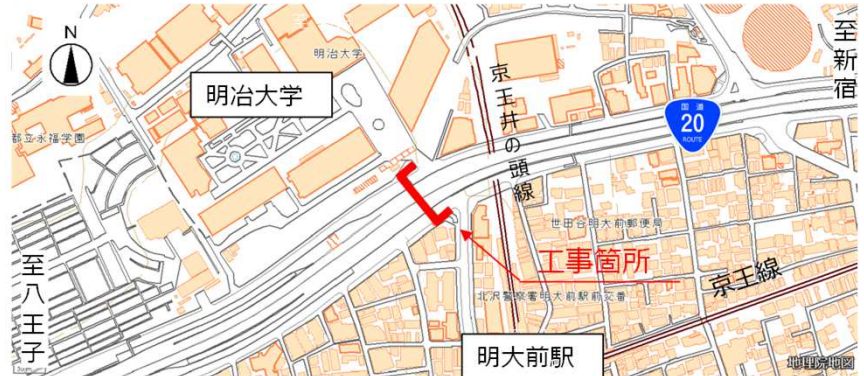 N
明治大学
明治大学
都立永福学園
京王井の頭線
国道
20
ROUTE
至新宿
世田谷明大前郵便局
工事箇所
北沢警察署明大前駅前交番
京王線
至八王子
明大前駅
地理院地図